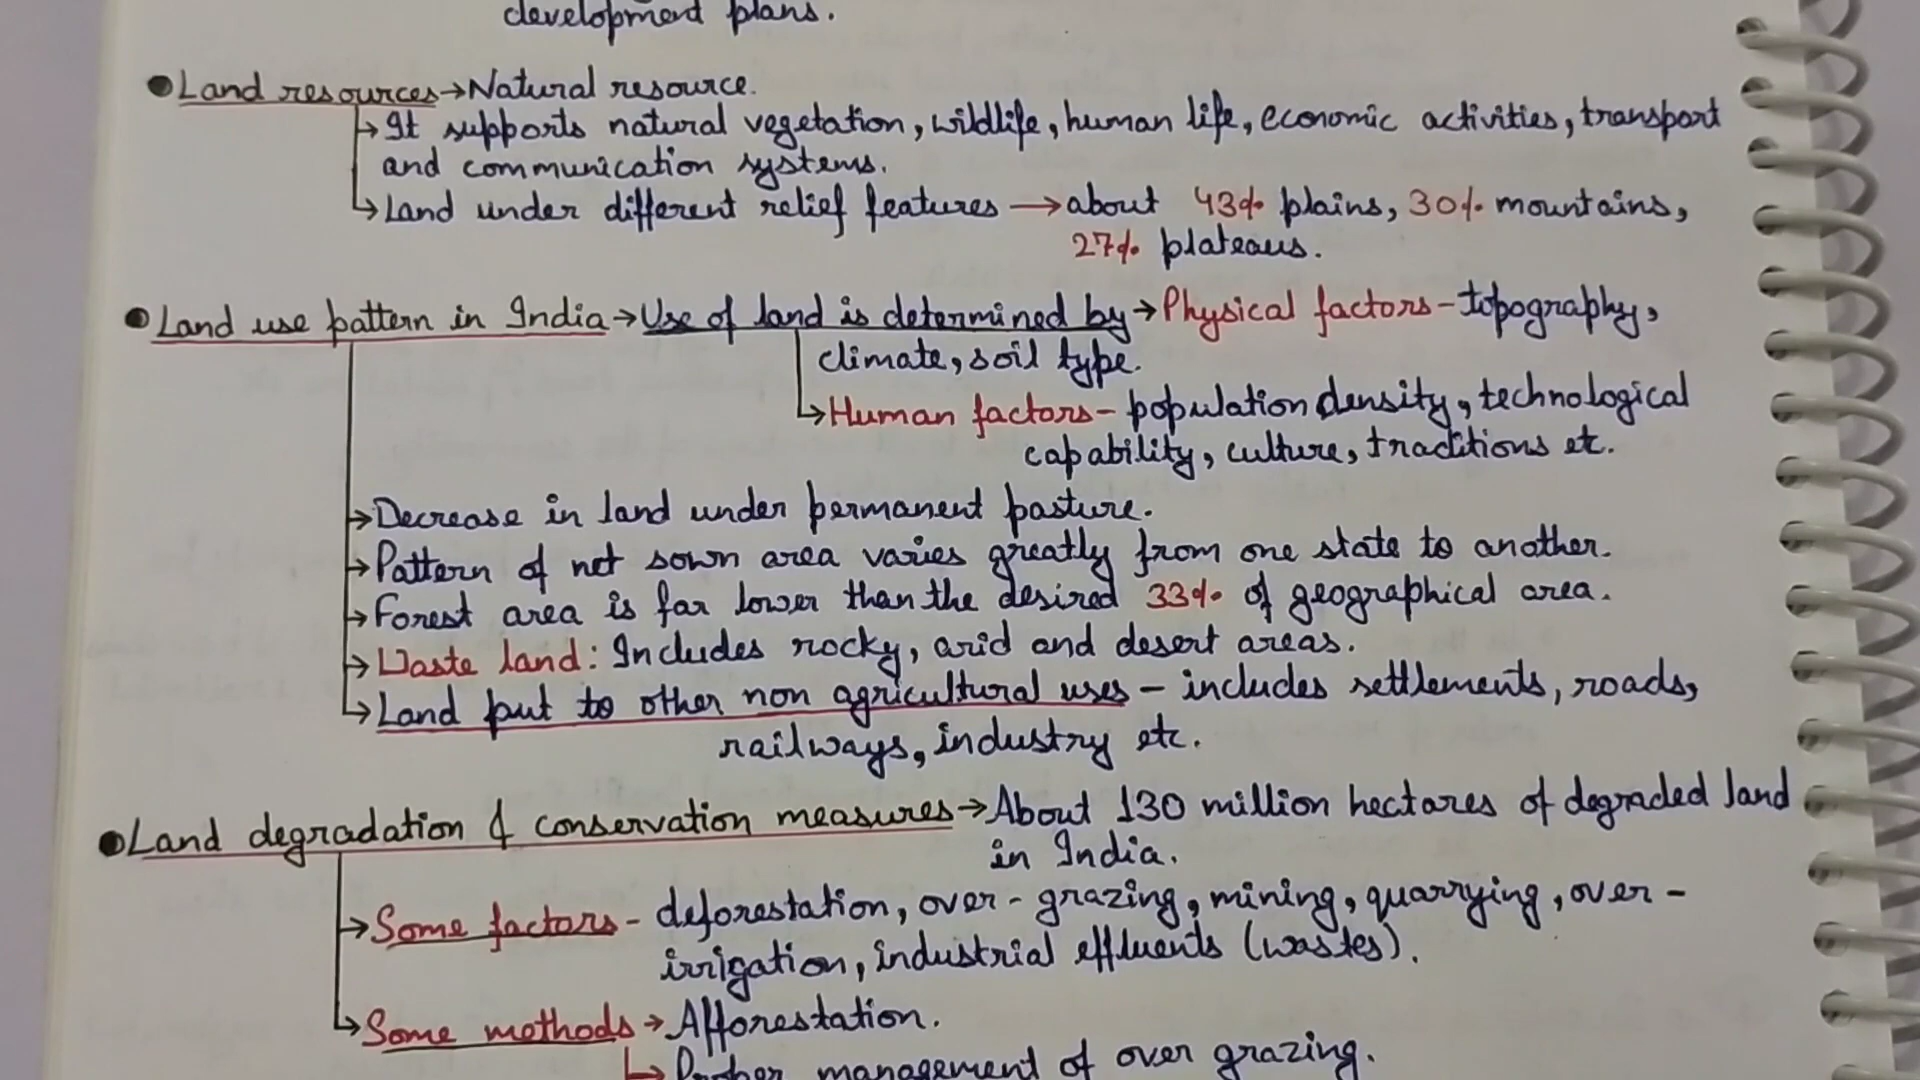 development plans.
●Land resources→Natural resource.
→It supports natural vegetation, wildlife, human life, economic activities, transport
and communication systems.
→Land under different relief features → about 43% plains, 30% mountains,
27% plateaus.
●Land use pattern in India→Use of land is determined by→Physical factors-topography,
climate, soil type.
→Human factors- population density, technological
capability, culture, traditions etc.
→Decrease in land under permanent pasture.
→Pattern of net sown area varies greatly from one state to another.
→Forest area is far lower than the desired 33% of geographical area.
→Waste land: Includes rocky, arid and desert areas.
→Land put to other non agricultural uses - includes settlements, roads,
railways, industry etc.
●Land degradation & conservation measures→About 130 million hectares of degraded land
in India.
→Some factors- deforestation, over-grazing, mining, quarrying, over-
irrigation, industrial effluents (wastes).
→Some methods→Afforestation.
→Proper management of over grazing.